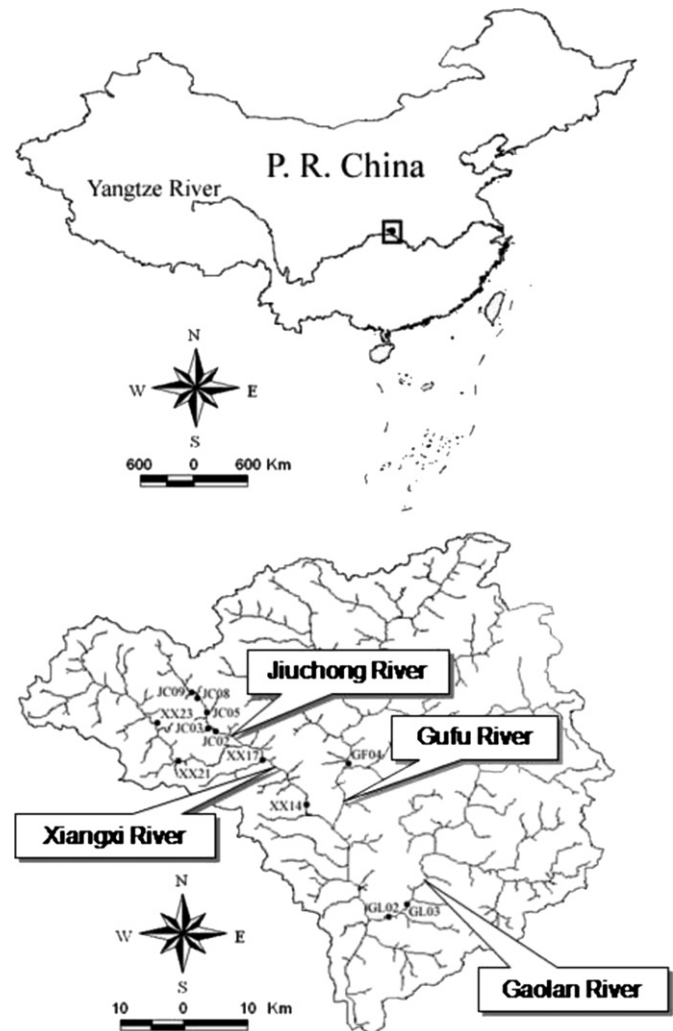 P. R. China
Yangtze River
N
W E
S
600 0 600 Km
Jiuchong River
JC09 JC08
JC05
XX23
JC03
JC02
Gufu River
XX17
GF04
XX21
XX14
Xiangxi River
N
W E
S
GL02 GL03
Gaolan River
10 0 10 Km